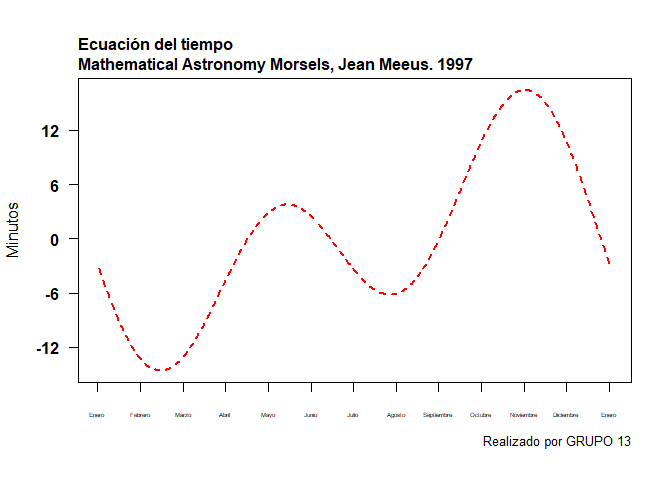 Ecuación del tiempo
Mathematical Astronomy Morsels, Jean Meeus. 1997
Minutos
12
6
0
-6
-12
Enero Febrero Marzo Abril Mayo Junio Julio Agosto Septiembre Octubre Noviembre Diciembre Enero
Realizado por GRUPO 13